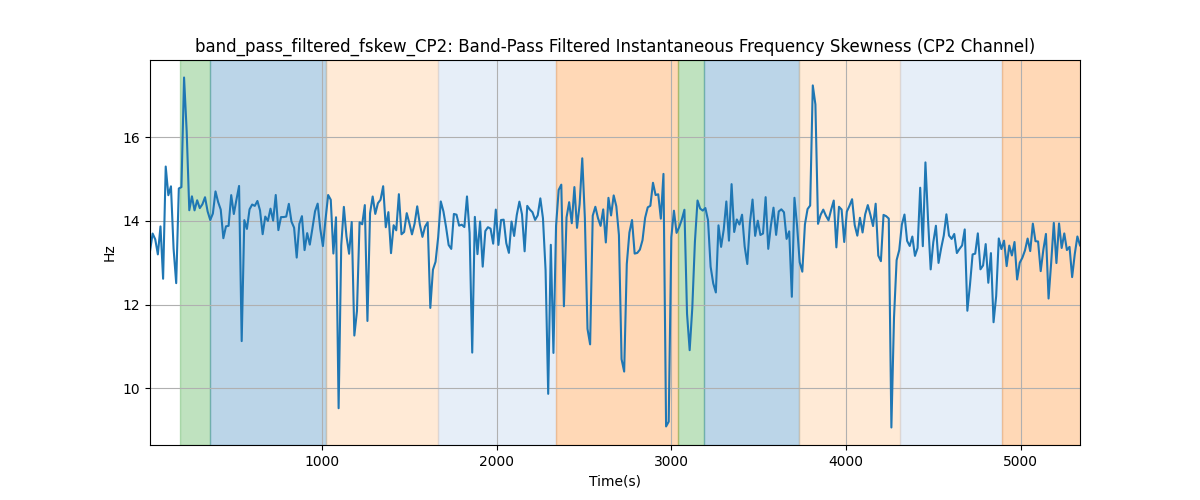 band_pass_filtered_fskew_CP2: Band-Pass Filtered Instantaneous Frequency Skewness (CP2 Channel)
Hz
16
14
12
10
1000 2000 3000 4000 5000
Time(s)